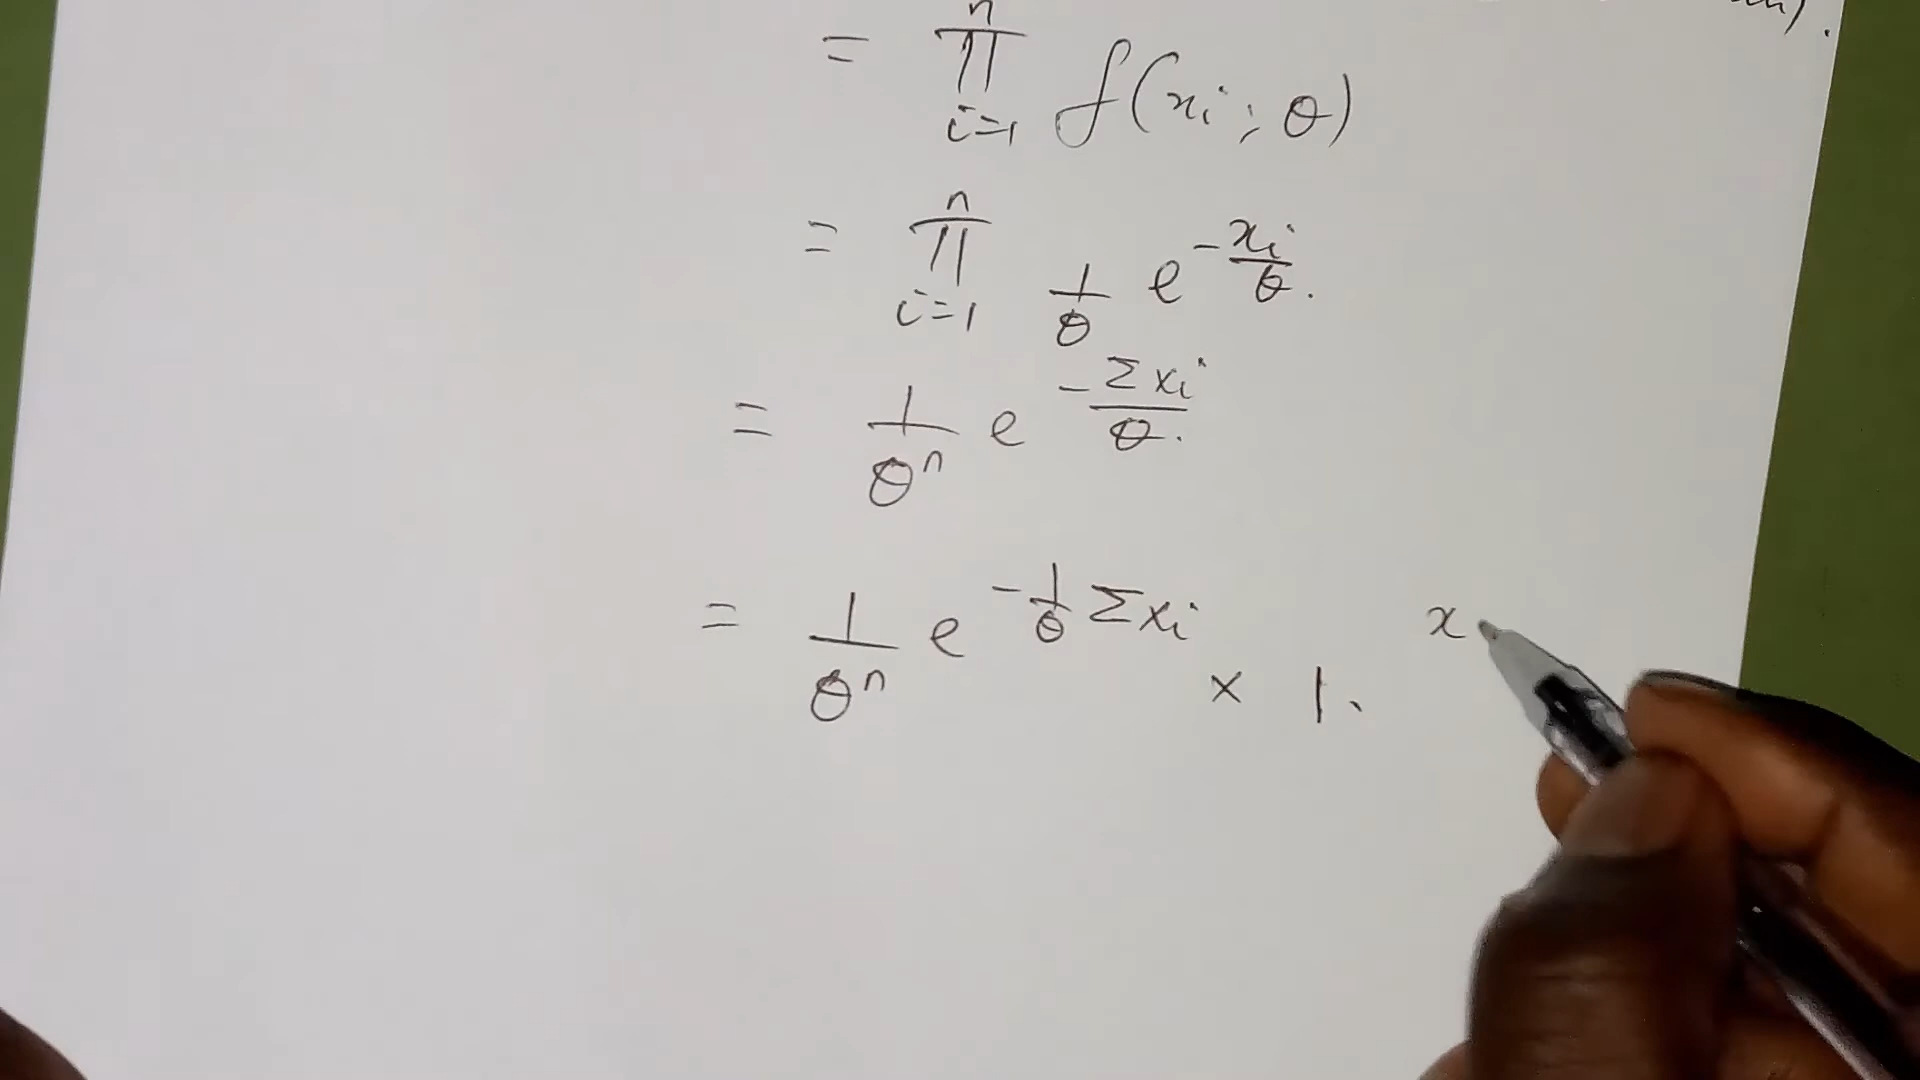 = n Π i=1 f(xi ; θ)
= n Π i=1 1/θ e^-xi/θ.
= 1/θ^n e^-Σxi/θ.
= 1/θ^n e^-1/θ Σxi × 1. x